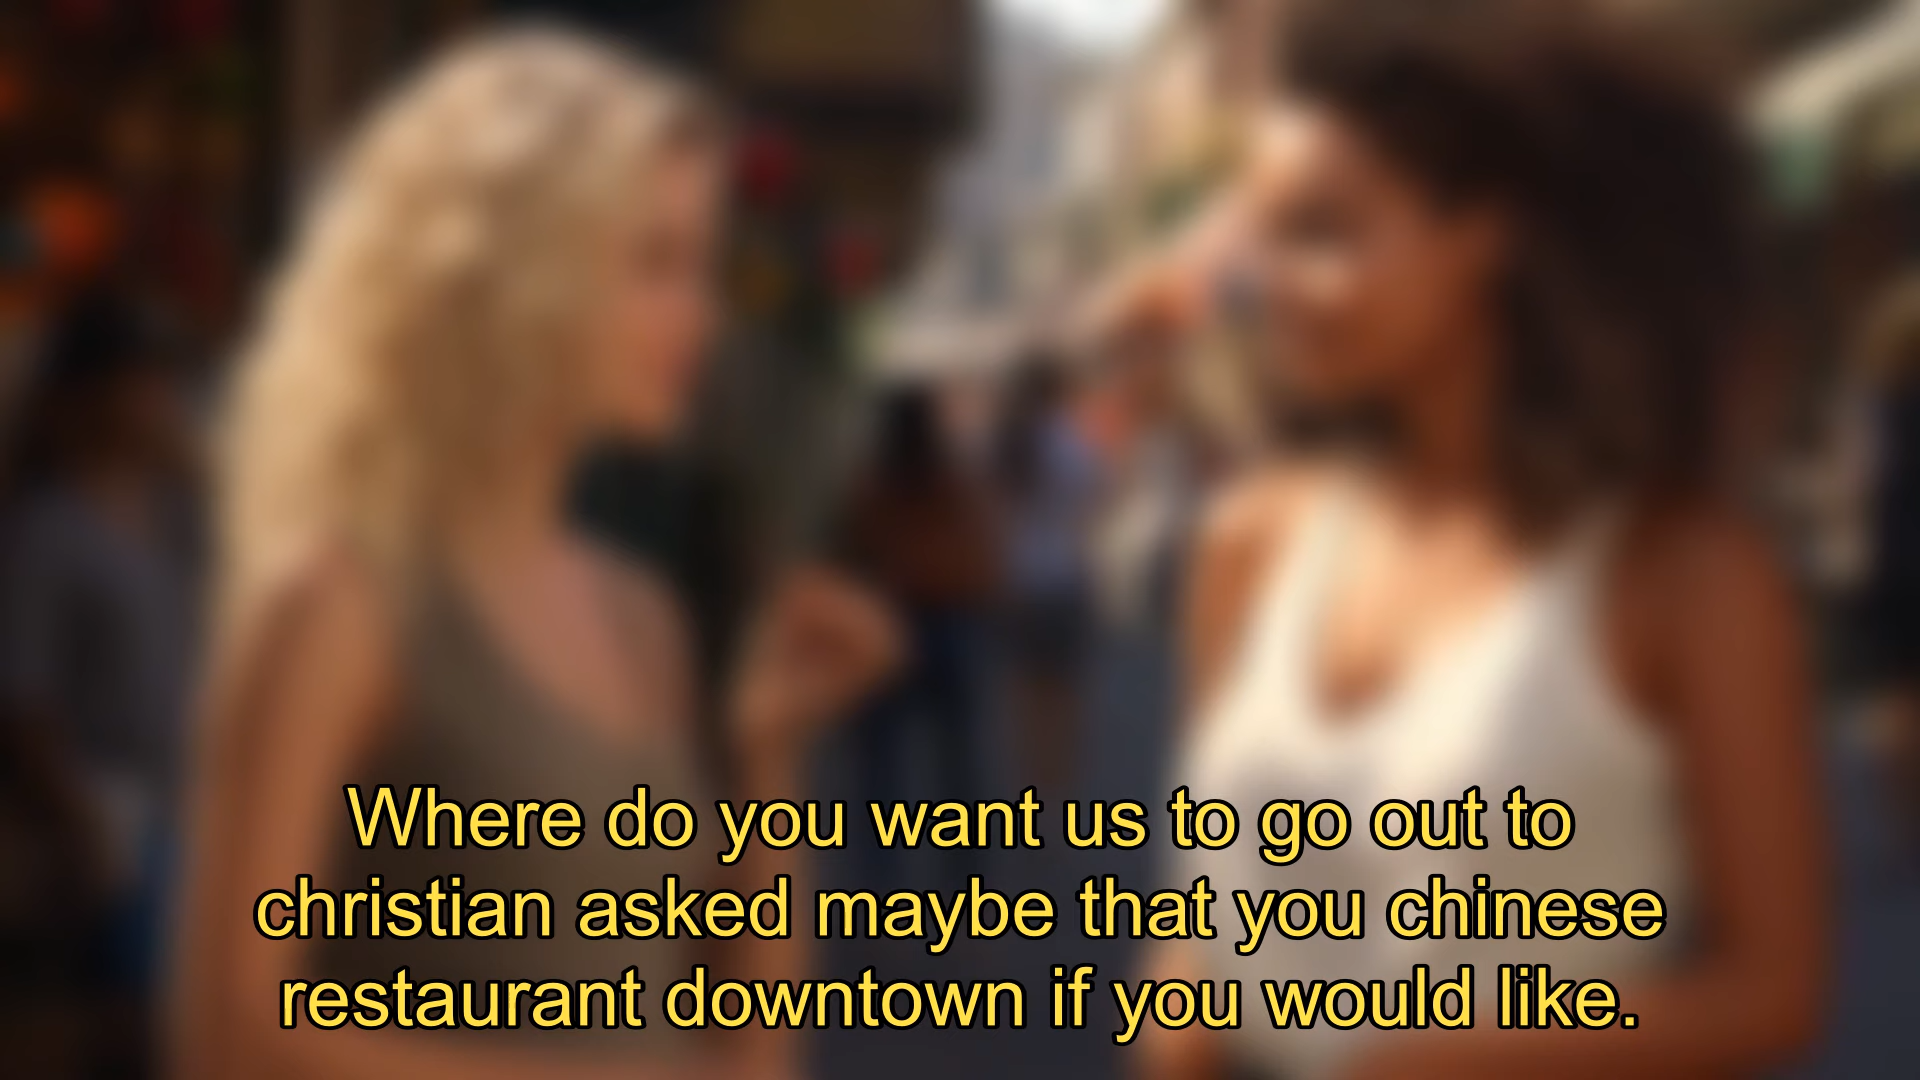 Where do you want us to go out to
christian asked maybe that you chinese
restaurant downtown if you would like.